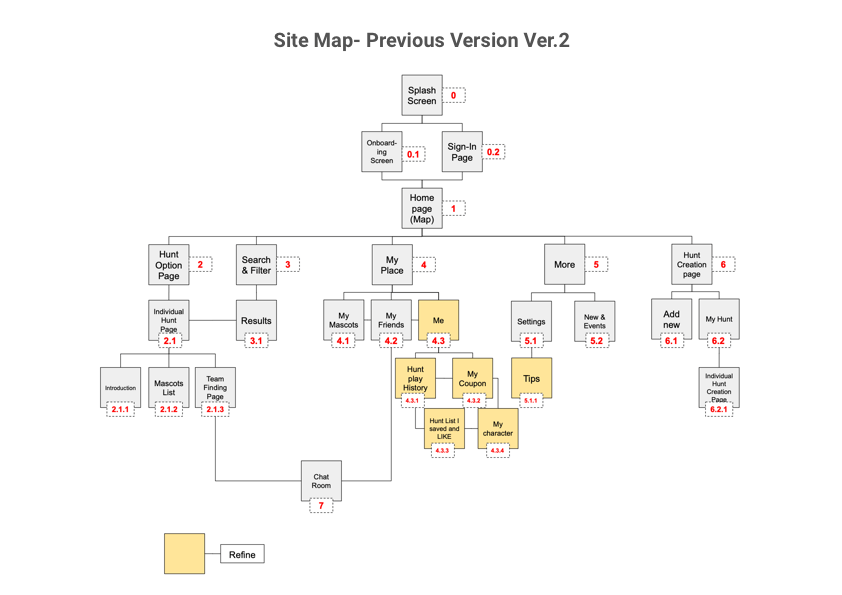 Site Map- Previous Version Ver.2
Splash
Screen
0
Onboard-
ing
Screen
0.1
Sign-In
Page
0.2
Home
page
(Map)
1
Hunt
Option
Page
2
Search
& Filter
3
My
Place
4
More
5
Hunt
Creation
page
6
Individual
Hunt
Page
2.1
Results
3.1
My
Mascots
4.1
My
Friends
4.2
Me
4.3
Settings
5.1
New &
Events
5.2
Add
new
6.1
My Hunt
6.2
Introduction
2.1.1
Mascots
List
2.1.2
Team
Finding
Page
2.1.3
Hunt
play
History
4.3.1
My
Coupon
4.3.2
Tips
5.1.1
Individual
Hunt
Creation
Page
6.2.1
Hunt List I
saved and
LIKE
4.3.3
My
character
4.3.4
Chat
Room
7
Refine